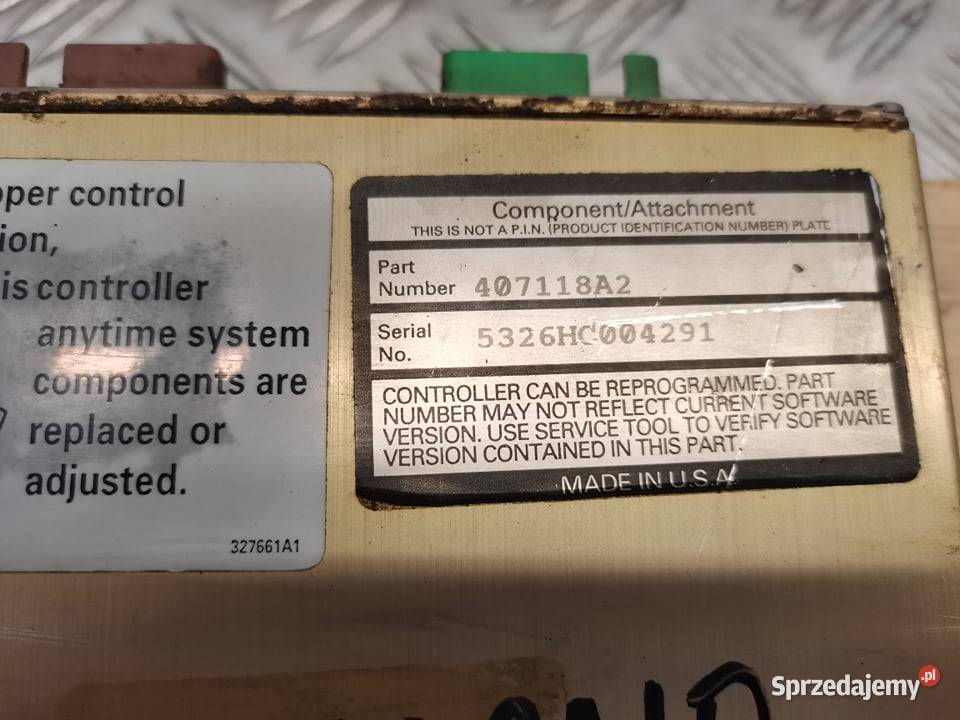 pper control
ion,
is controller
anytime system
components are
replaced or
adjusted.
327661A1
Component/Attachment
THIS IS NOT A P.I.N. (PRODUCT IDENTIFICATION NUMBER) PLATE
Part
Number 407118A2
Serial
No. 5326HC004291
CONTROLLER CAN BE REPROGRAMMED. PART
NUMBER MAY NOT REFLECT CURRENT SOFTWARE
VERSION. USE SERVICE TOOL TO VERIFY SOFTWARE
VERSION CONTAINED IN THIS PART.
MADE IN U.S.A
Sprzedajemy.pl